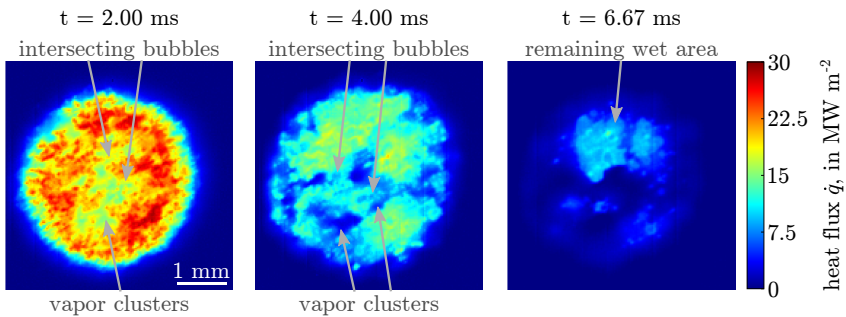 t = 2.00 ms
t = 4.00 ms
t = 6.67 ms
intersecting bubbles
intersecting bubbles
remaining wet area
1 mm
vapor clusters
vapor clusters
30
22.5
15
7.5
0
heat flux q̇, in MW m⁻²